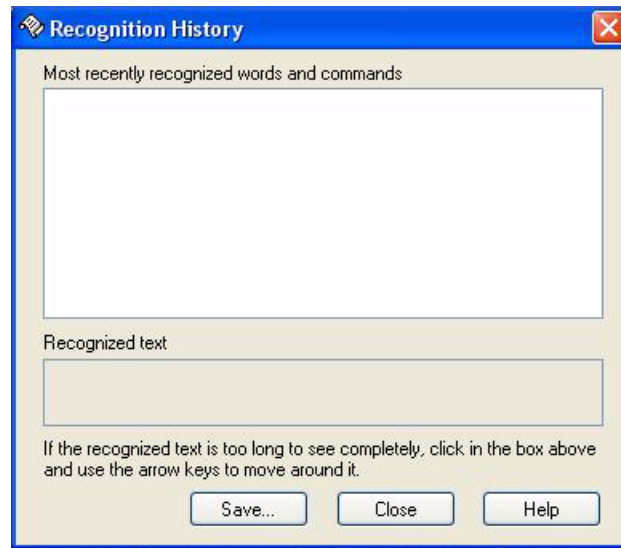 Recognition History
Most recently recognized words and commands
Recognized text
If the recognized text is too long to see completely, click in the box above
and use the arrow keys to move around it.
Save... Close Help